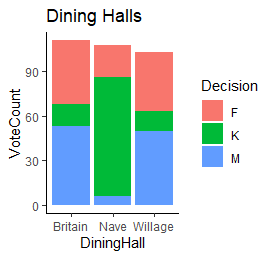 Dining Halls
VoteCount
90
60
30
0
Britain Nave Willage
DiningHall
Decision
F
K
M